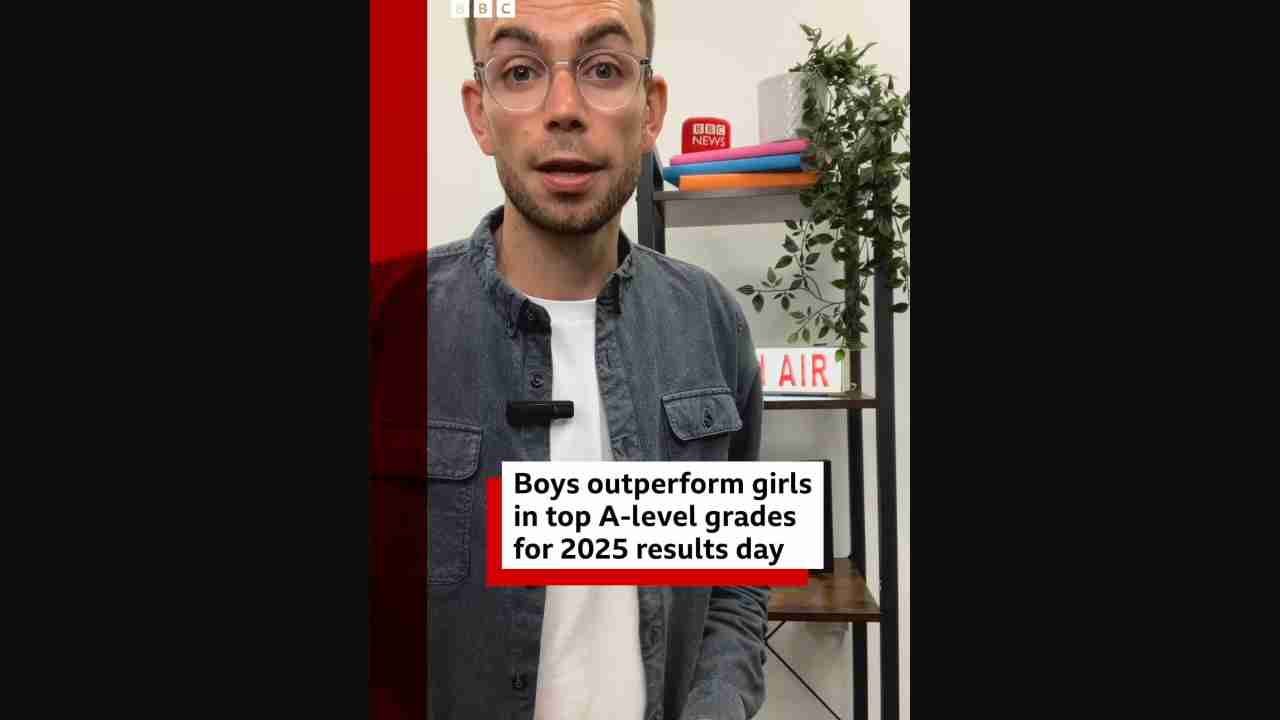 BBC
BBC
NEWS
AIR
Boys outperform girls
in top A-level grades
for 2025 results day